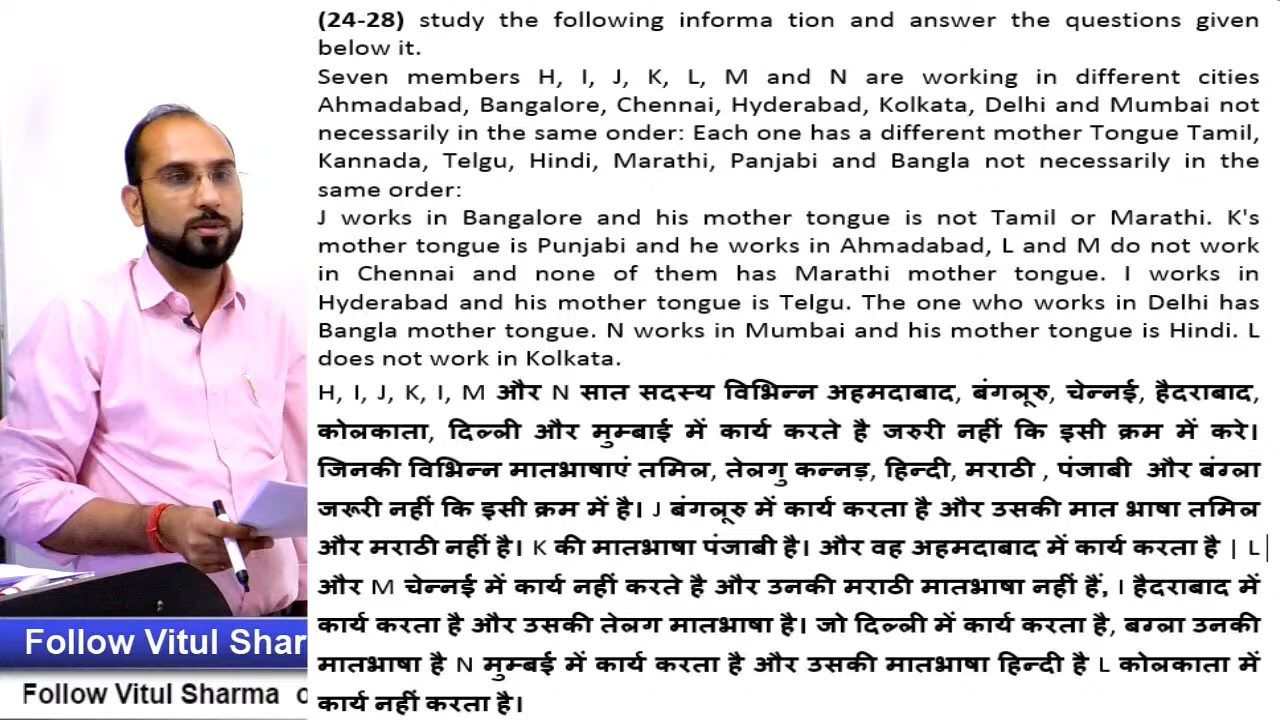 (24-28) study the following informa tion and answer the questions given
below it.
Seven members H, I, J, K, L, M and N are working in different cities
Ahmadabad, Bangalore, Chennai, Hyderabad, Kolkata, Delhi and Mumbai not
necessarily in the same onder: Each one has a different mother Tongue Tamil,
Kannada, Telgu, Hindi, Marathi, Panjabi and Bangla not necessarily in the
same order:
J works in Bangalore and his mother tongue is not Tamil or Marathi. K's
mother tongue is Punjabi and he works in Ahmadabad, L and M do not work
in Chennai and none of them has Marathi mother tongue. I works in
Hyderabad and his mother tongue is Telgu. The one who works in Delhi has
Bangla mother tongue. N works in Mumbai and his mother tongue is Hindi. L
does not work in Kolkata.
H, I, J, K, I, M और N सात सदस्य विभिन्न अहमदाबाद, बंगलूरु, चेन्नई, हैदराबाद,
कोलकाता, दिल्ली और मुम्बाई में कार्य करते है जरुरी नहीं कि इसी क्रम में करे।
जिनकी विभिन्न मातभाषाएं तमिल, तेलगु कन्नड़, हिन्दी, मराठी , पंजाबी और बंग्ला
जरूरी नहीं कि इसी क्रम में है। J बंगलूरु में कार्य करता है और उसकी मात भाषा तमिल
और मराठी नहीं है। K की मातभाषा पंजाबी है। और वह अहमदाबाद में कार्य करता है | L
और M चेन्नई में कार्य नहीं करते है और उनकी मराठी मातभाषा नहीं हैं, I हैदराबाद में
कार्य करता है और उसकी तेलग मातभाषा है। जो दिल्ली में कार्य करता है, बग्ला उनकी
मातभाषा है N मुम्बई में कार्य करता है और उसकी मातभाषा हिन्दी है L कोलकाता में
कार्य नहीं करता है।
Follow Vitul Shar
Follow Vitul Sharma